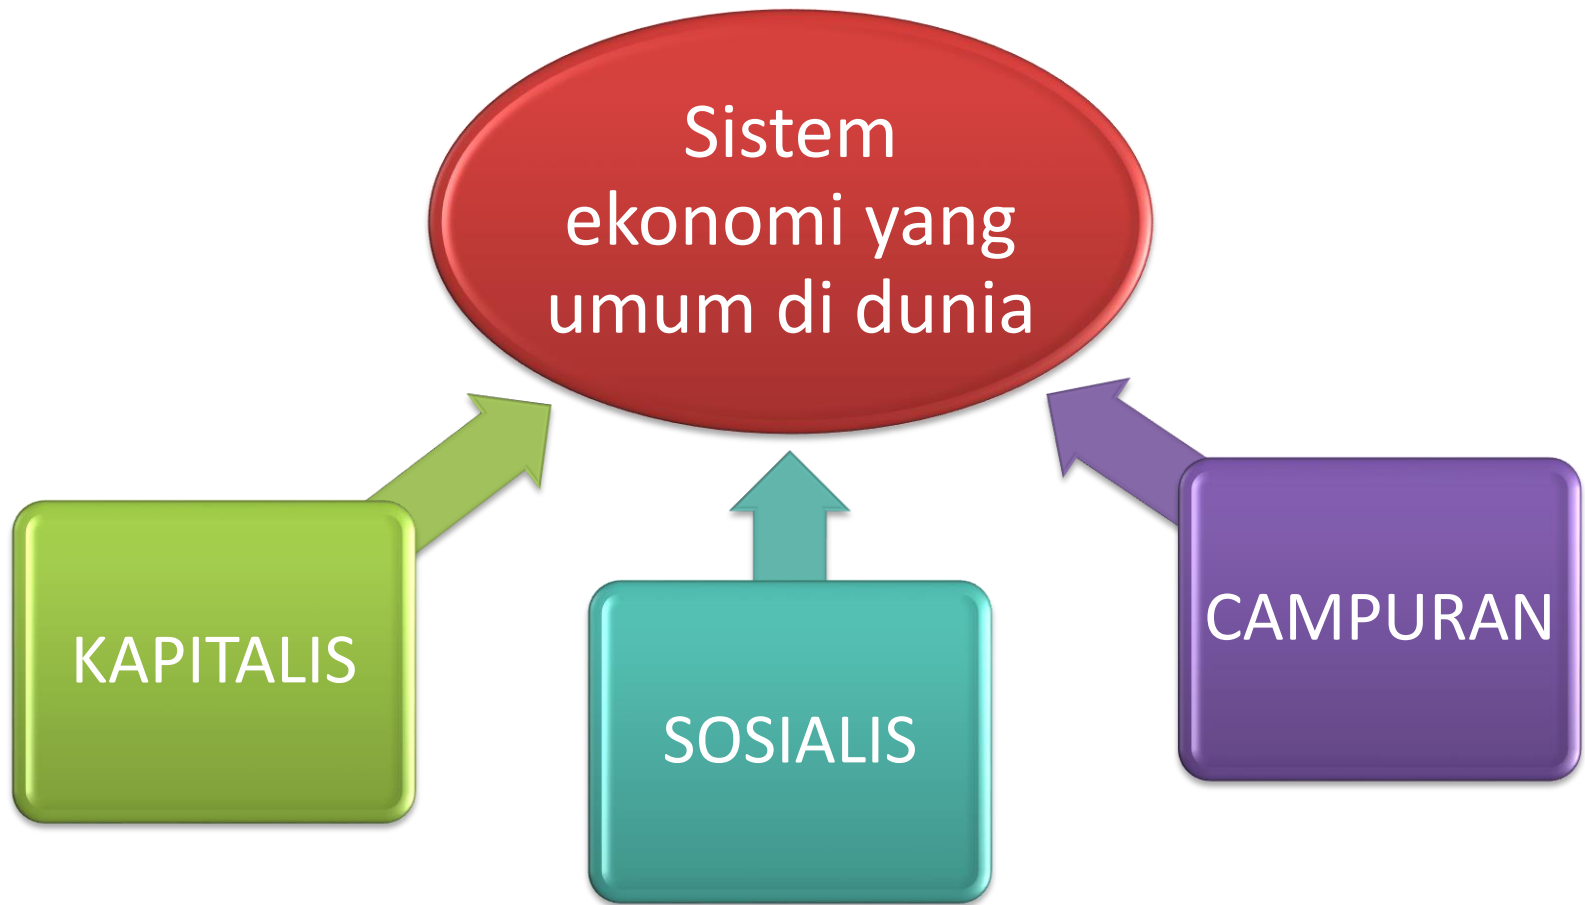 Sistem
ekonomi yang
umum di dunia
KAPITALIS
SOSIALIS
CAMPURAN